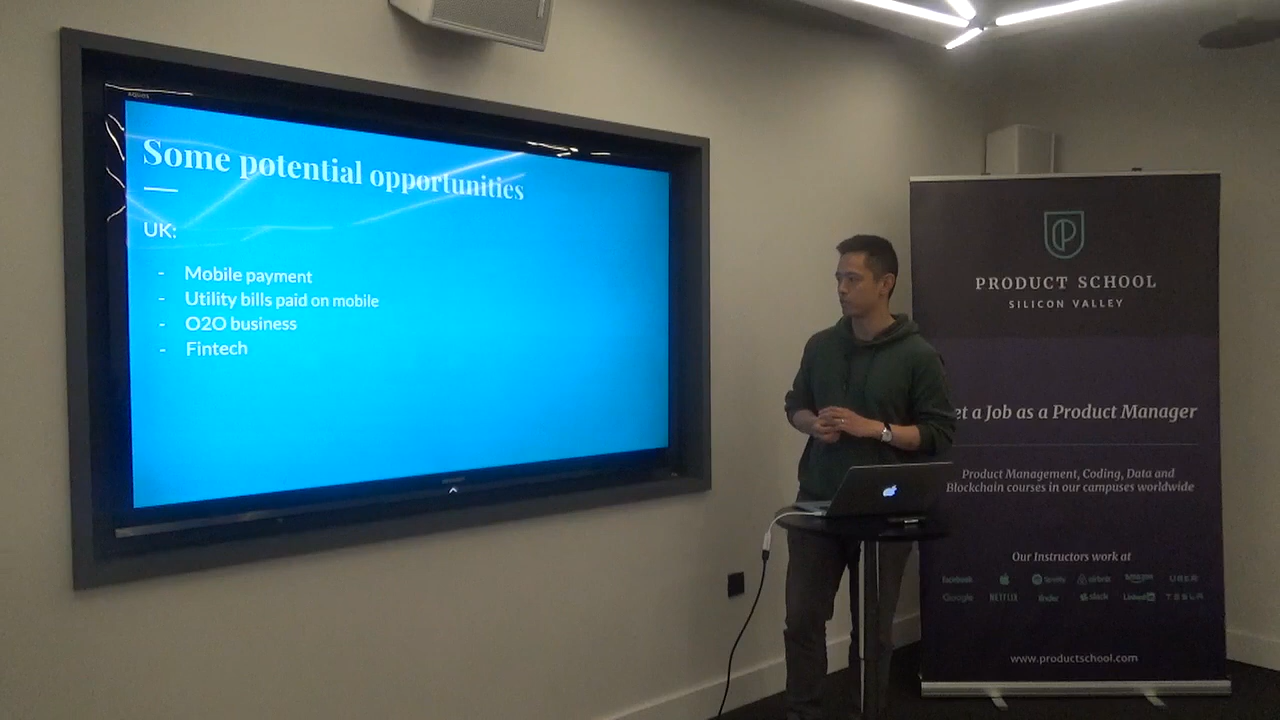 Some potential opportunities
UK:
- Mobile payment
- Utility bills paid on mobile
- O2O business
- Fintech
PRODUCT SCHOOL
SILICON VALLEY
et a Job as a Product Manager
Product Management, Coding, Data and
Blockchain courses in our campuses worldwide
Our Instructors work at
facebook Spotify airbnb amazon UBER
Google NETFLIX tinder slack LinkedIn TESLA
www.productschool.com